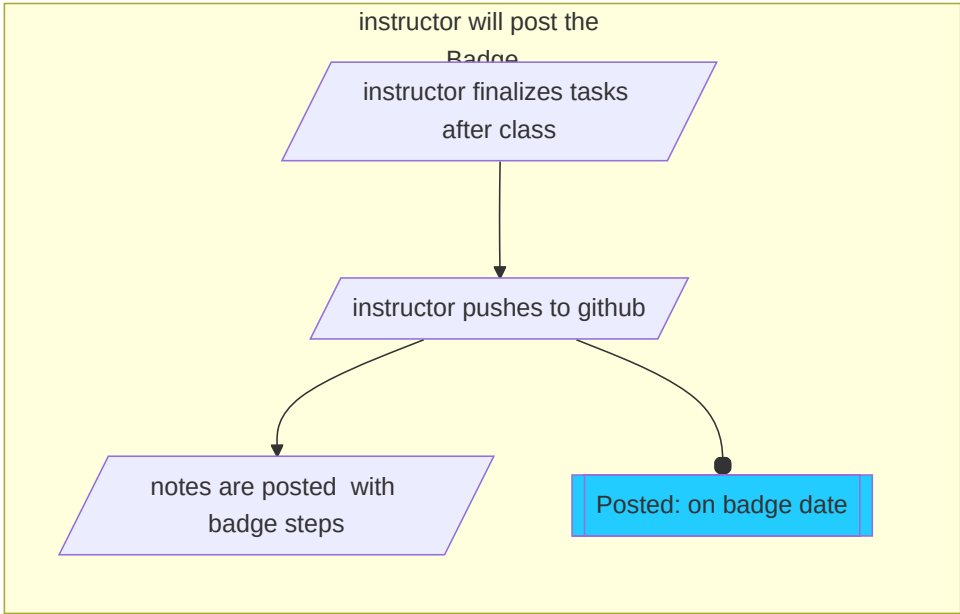 instructor will post the
Badge
instructor finalizes tasks
after class
instructor pushes to github
notes are posted  with
badge steps
Posted: on badge date